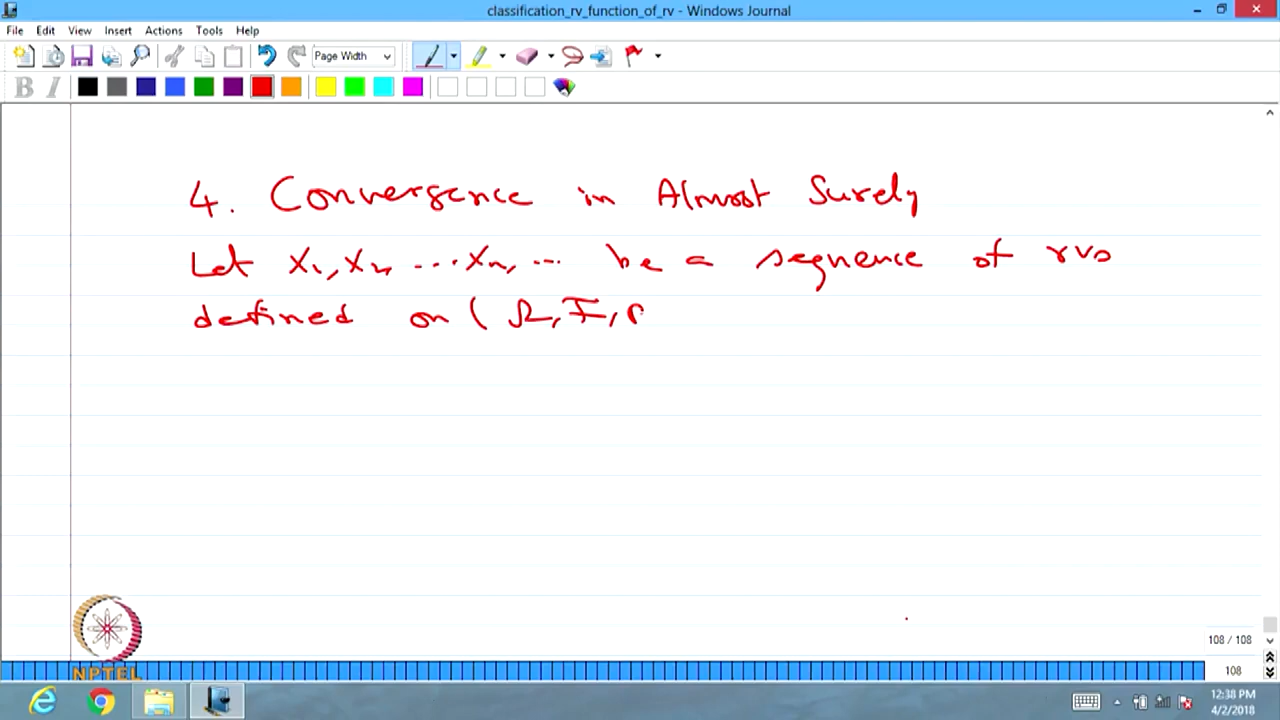 classification_rv_function_of_rv - Windows Journal
File Edit View Insert Actions Tools Help
Page Width
B I
4. Convergence in Almost Surely
Let X1, X2, ... Xn, ... be a sequence of rvs
defined on ( Ω, F, P
NPTEL
108 / 108
108
12:38 PM
4/2/2018